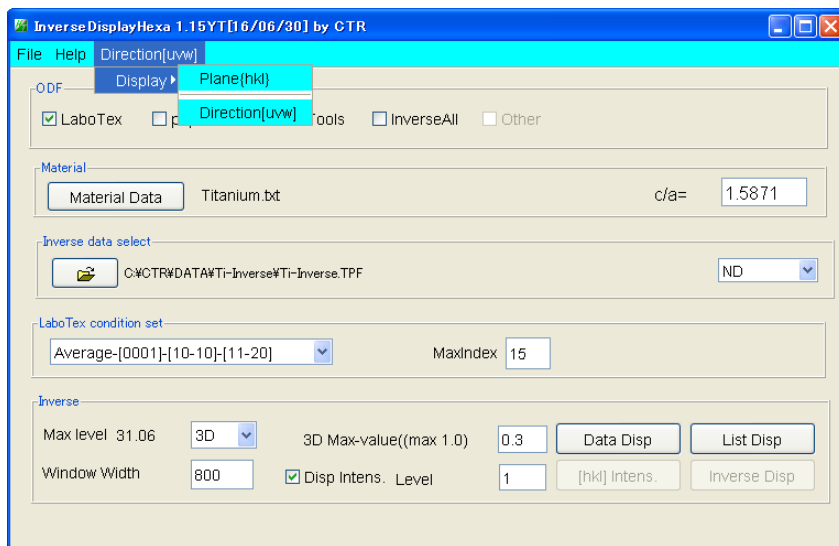 InverseDisplayHexa 1.15YT[16/06/30] by CTR
File Help Direction[uvw]
Display Plane{hkl}
Direction[uvw]
ODF
LaboTex Tools InverseAll Other
Material
Material Data Titanium.txt c/a= 1.5871
Inverse data select
C:¥CTR¥DATA¥Ti-Inverse¥Ti-Inverse.TPF ND
LaboTex condition set
Average-[0001]-[10-10]-[11-20] MaxIndex 15
Inverse
Max level 31.06 3D 3D Max-value((max 1.0) 0.3 Data Disp List Disp
Window Width 800 Disp Intens. Level 1 [hkl] Intens. Inverse Disp